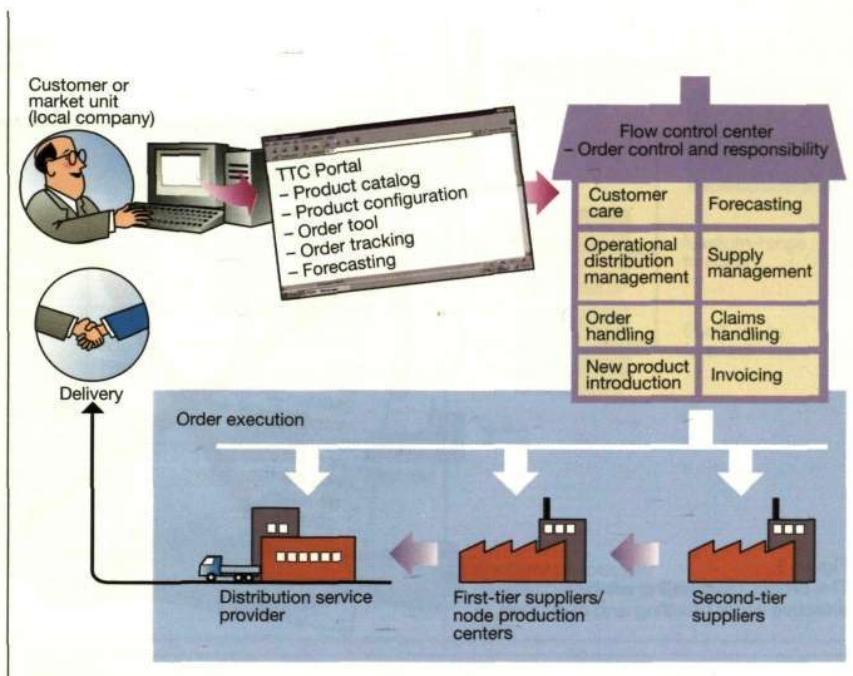 Customer or
market unit
(local company)
TTC Portal
– Product catalog
– Product configuration
– Order tool
– Order tracking
– Forecasting
Flow control center
– Order control and responsibility
Customer
care
Forecasting
Operational
distribution
management
Supply
management
Order
handling
Claims
handling
New product
introduction
Invoicing
Delivery
Order execution
Distribution service
provider
First-tier suppliers/
node production
centers
Second-tier
suppliers